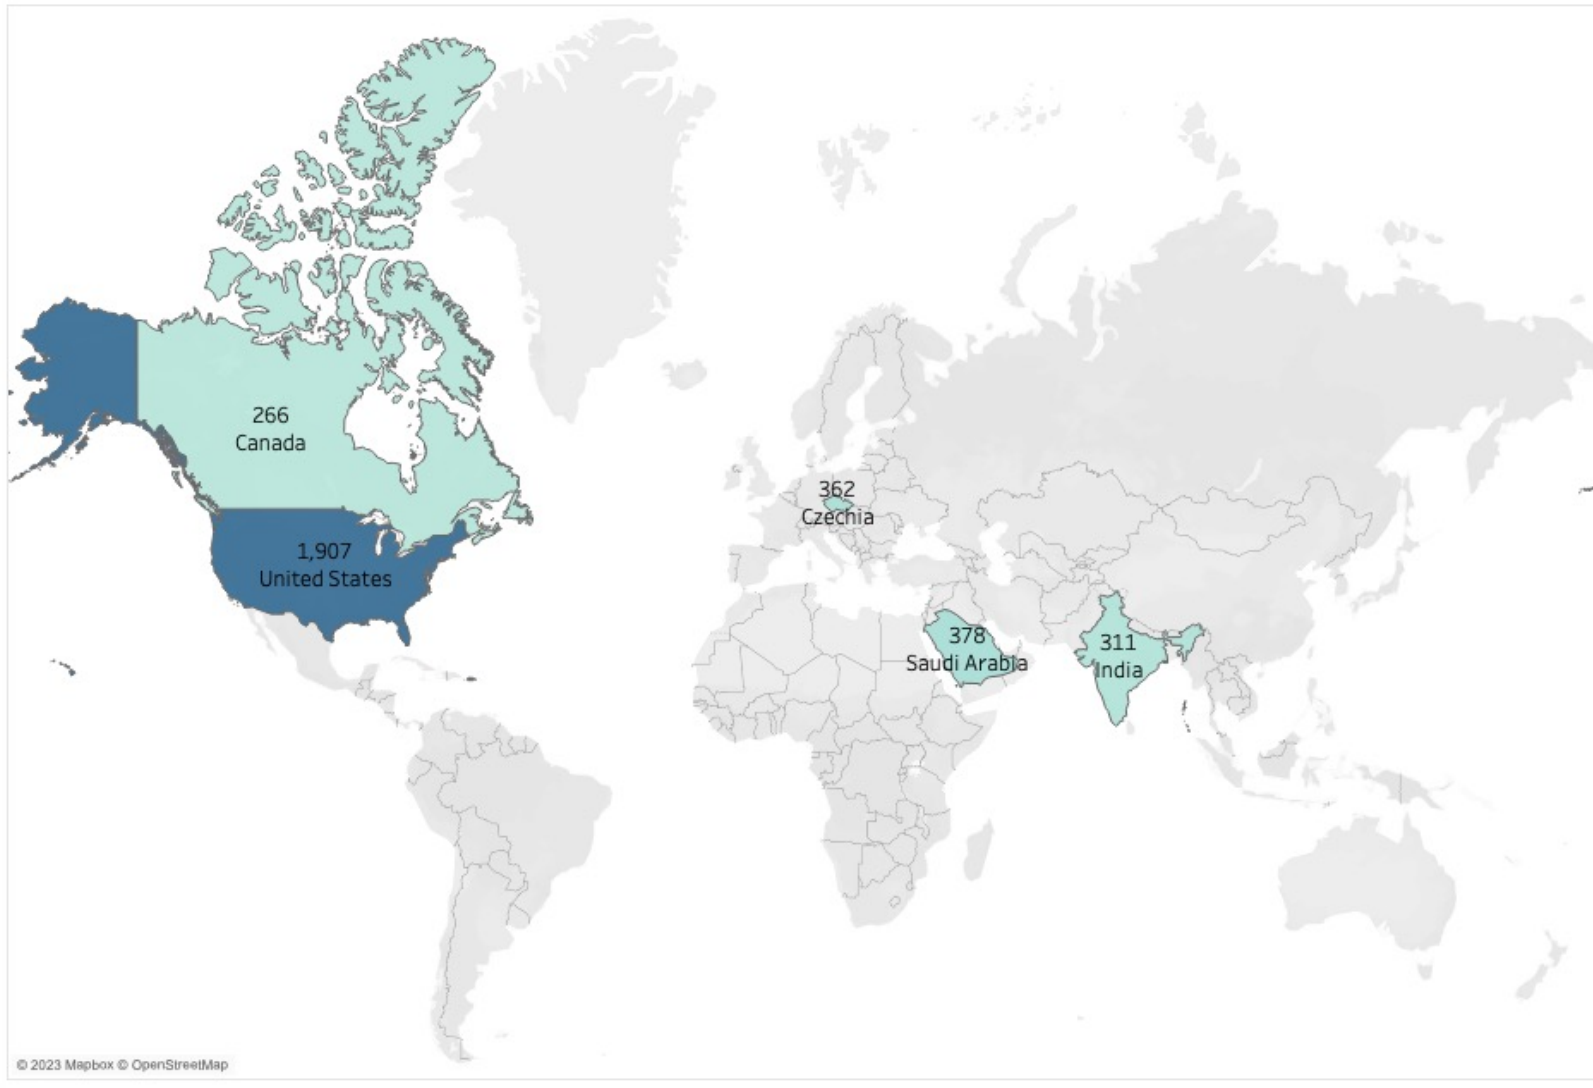 266
Canada
1,907
United States
362
Czechia
378
Saudi Arabia
311
India
© 2023 Mapbox © OpenStreetMap